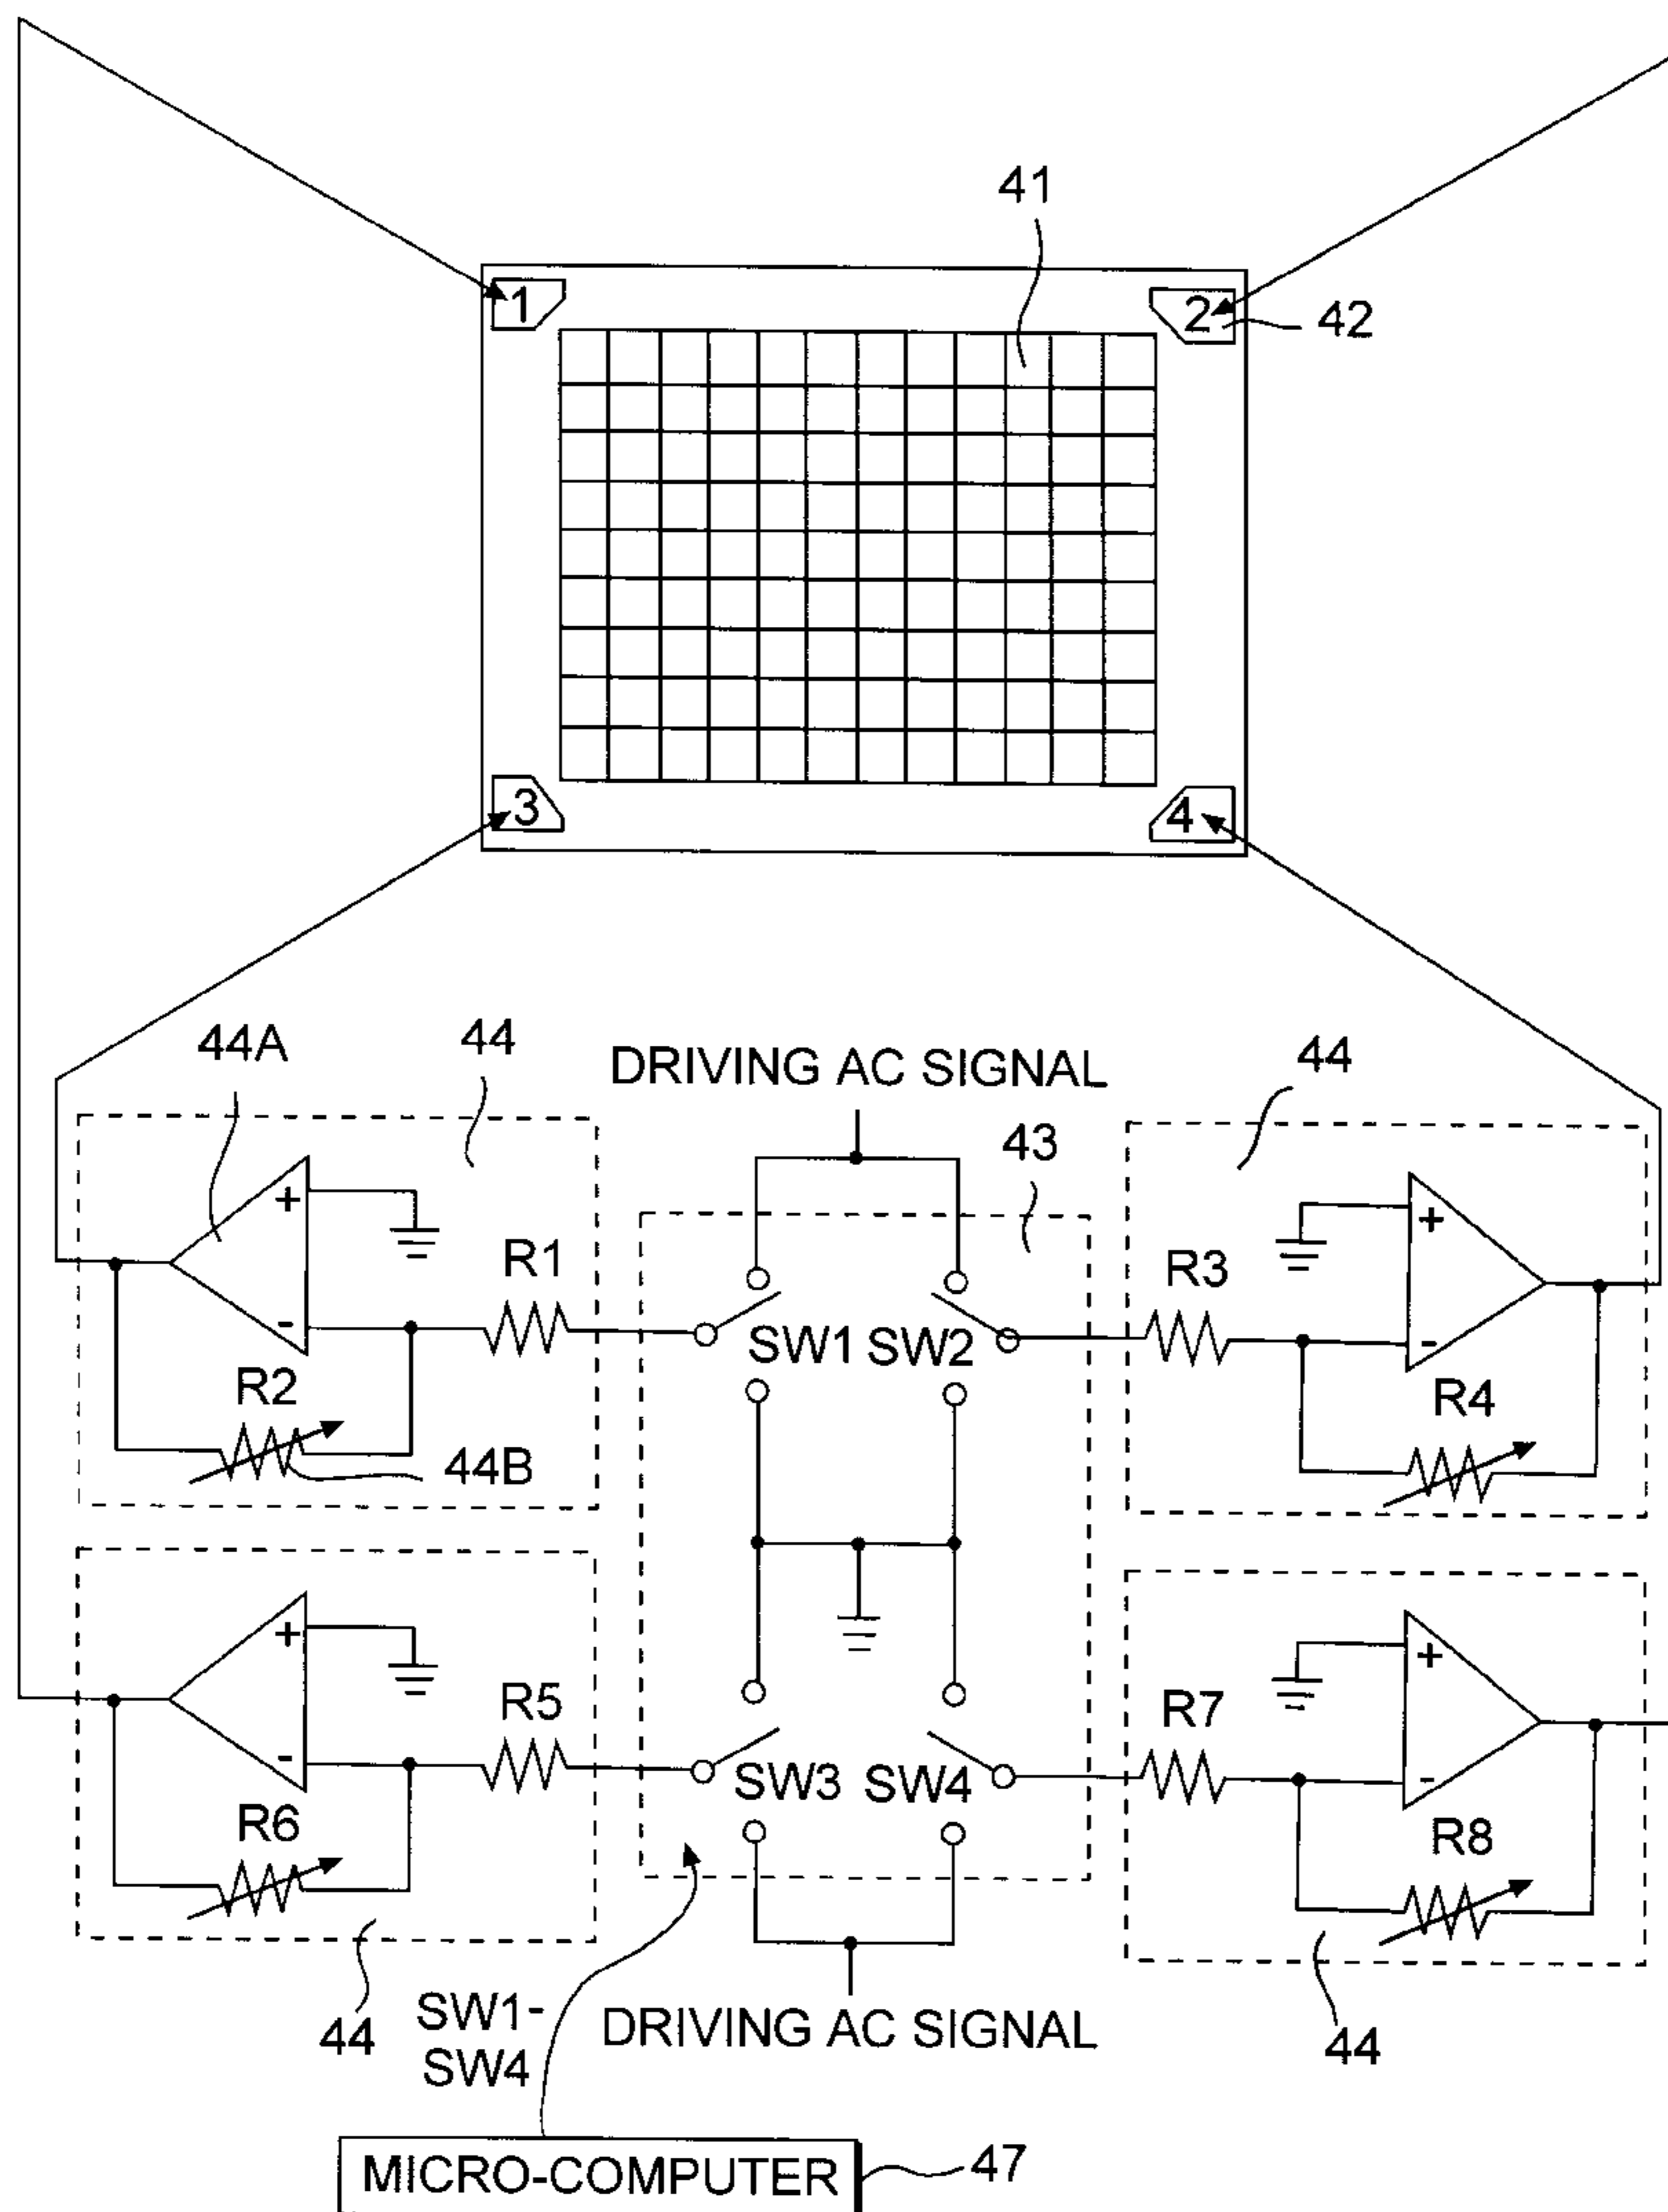 41
1
2
42
3
4
44A
44
DRIVING AC SIGNAL
44
43
+
+
R1
R3
SW1
SW2
-
-
R2
R4
44B
+
+
R5
R7
-
-
SW3
SW4
R6
R8
44
SW1-
SW4
DRIVING AC SIGNAL
44
MICRO-COMPUTER
47